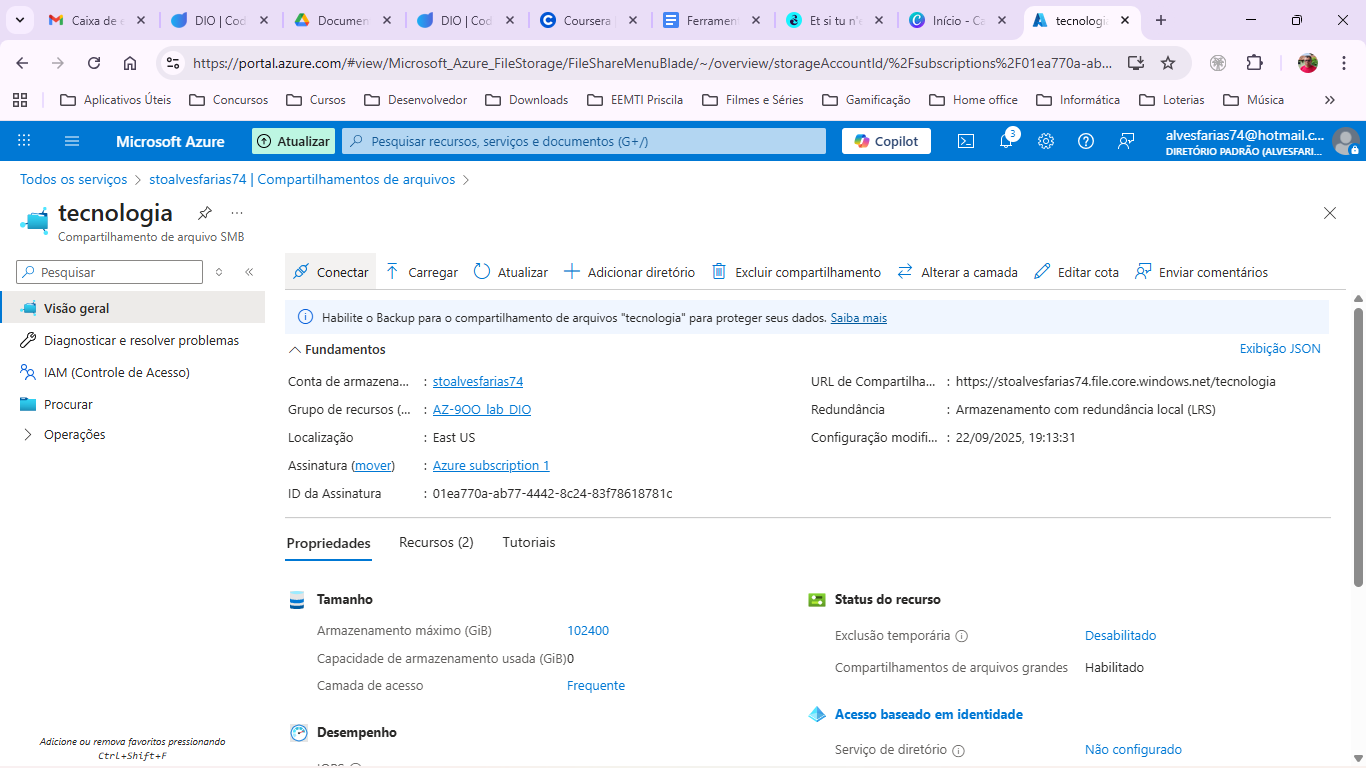 Caixa de e
DIO | Cod
Documen
DIO | Cod
Coursera
Ferrament
Et si tu n'e
Início - Ca
tecnologia
https://portal.azure.com/#view/Microsoft_Azure_FileStorage/FileShareMenuBlade/~/overview/storageAccountId/%2Fsubscriptions%2F01ea770a-ab...
Aplicativos Úteis
Concursos
Cursos
Desenvolvedor
Downloads
EEMTI Priscila
Filmes e Séries
Gamificação
Home office
Informática
Loterias
Música
Microsoft Azure
Atualizar
Pesquisar recursos, serviços e documentos (G+/)
Copilot
3
alvesfarias74@hotmail.c...
DIRETÓRIO PADRÃO (ALVESFARI...
Todos os serviços > stoalvesfarias74 | Compartilhamentos de arquivos >
tecnologia
Compartilhamento de arquivo SMB
Pesquisar
Visão geral
Diagnosticar e resolver problemas
IAM (Controle de Acesso)
Procurar
Operações
Adicione ou remova favoritos pressionando
Ctrl+Shift+F
Conectar
Carregar
Atualizar
Adicionar diretório
Excluir compartilhamento
Alterar a camada
Editar cota
Enviar comentários
Habilite o Backup para o compartilhamento de arquivos "tecnologia" para proteger seus dados. Saiba mais
Fundamentos
Exibição JSON
Conta de armazena... : stoalvesfarias74
Grupo de recursos (... : AZ-9OO_lab_DIO
Localização : East US
Assinatura (mover) : Azure subscription 1
ID da Assinatura : 01ea770a-ab77-4442-8c24-83f78618781c
URL de Compartilha... : https://stoalvesfarias74.file.core.windows.net/tecnologia
Redundância : Armazenamento com redundância local (LRS)
Configuração modifi... : 22/09/2025, 19:13:31
Propriedades
Recursos (2)
Tutoriais
Tamanho
Armazenamento máximo (GiB) 102400
Capacidade de armazenamento usada (GiB) 0
Camada de acesso Frequente
Desempenho
IOPS
Status do recurso
Exclusão temporária Desabilitado
Compartilhamentos de arquivos grandes Habilitado
Acesso baseado em identidade
Serviço de diretório Não configurado